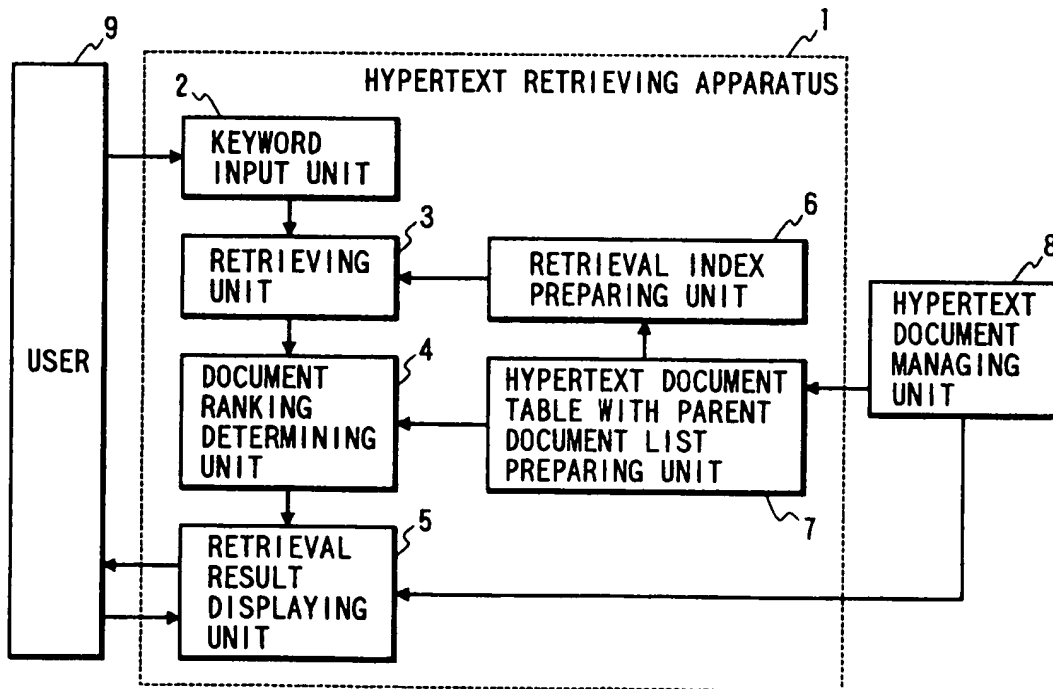 9
1
HYPERTEXT RETRIEVING APPARATUS
2
KEYWORD
INPUT UNIT
3
RETRIEVING
UNIT
6
RETRIEVAL INDEX
PREPARING UNIT
8
HYPERTEXT
DOCUMENT
MANAGING
UNIT
USER
4
DOCUMENT
RANKING
DETERMINING
UNIT
HYPERTEXT DOCUMENT
TABLE WITH PARENT
DOCUMENT LIST
PREPARING UNIT
7
5
RETRIEVAL
RESULT
DISPLAYING
UNIT